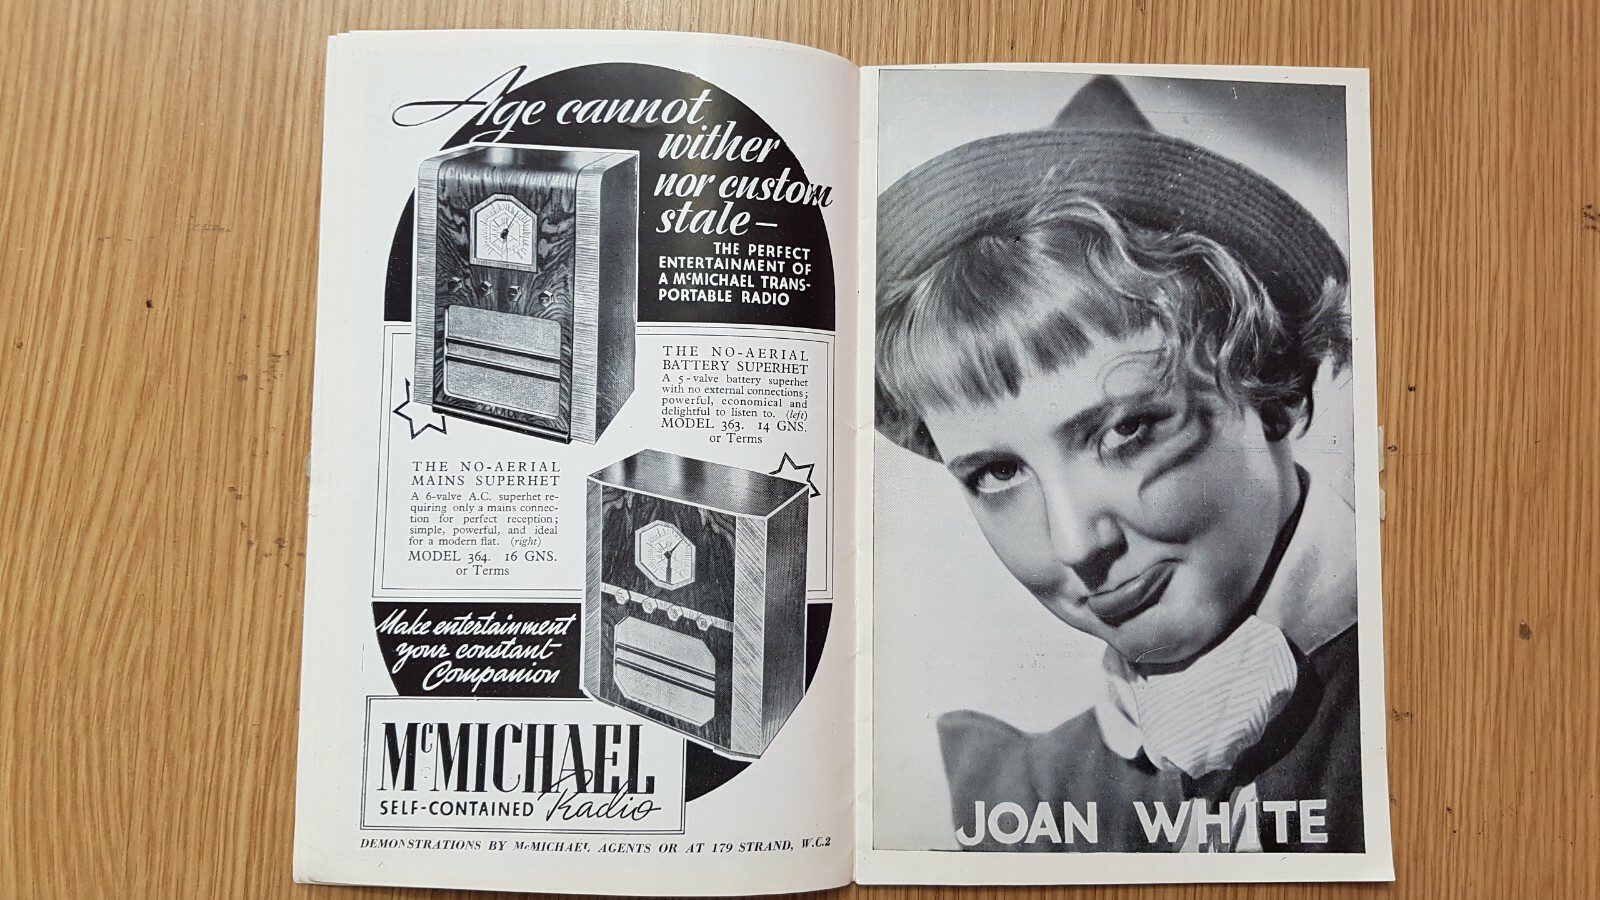 Age cannot
wither
nor custom
stale —
THE PERFECT
ENTERTAINMENT OF
A McMICHAEL TRANS-
PORTABLE RADIO
THE NO-AERIAL
BATTERY SUPERHET
A 5-valve battery superhet
with no external connections;
powerful, economical and
delightful to listen to. (left)
MODEL 363. 14 GNS.
or Terms
THE NO-AERIAL
MAINS SUPERHET
A 6-valve A.C. superhet re-
quiring only a mains connec-
tion for perfect reception;
simple, powerful, and ideal
for a modern flat. (right)
MODEL 364. 16 GNS.
or Terms
Make entertainment
your constant
Companion
McMICHAEL
SELF-CONTAINED Radio
DEMONSTRATIONS BY McMICHAEL AGENTS OR AT 179 STRAND, W.C.2
JOAN WHITE